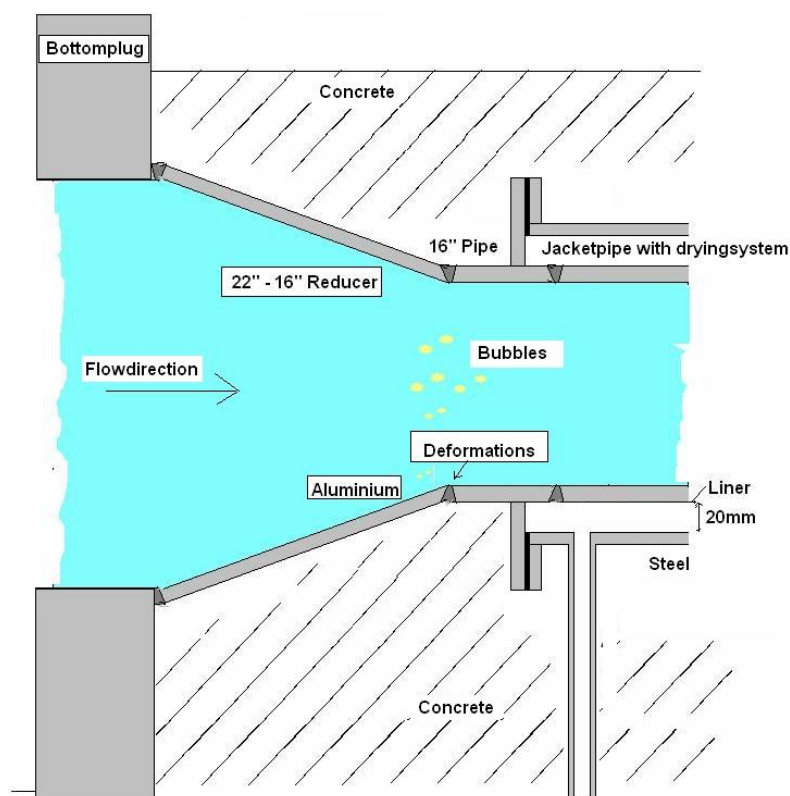 Bottomplug
Concrete
16" Pipe
Jacketpipe with dryingsystem
22" - 16" Reducer
Bubbles
Flowdirection
Deformations
Aluminium
Liner
20mm
Steel
Concrete